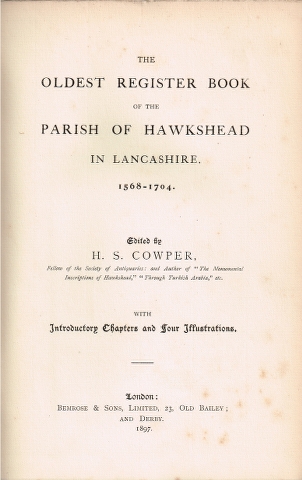 THE
OLDEST REGISTER BOOK
OF THE
PARISH OF HAWKSHEAD
IN LANCASHIRE.
1568-1704.
Edited by
H. S. COWPER,
Fellow of the Society of Antiquaries: and Author of "The Monumental
Inscriptions of Hawkshead," "Through Turkish Arabia," etc.
WITH
Introductory Chapters and Four Illustrations.
London:
BEMROSE & SONS, LIMITED, 23, OLD BAILEY;
AND DERBY.
1897.